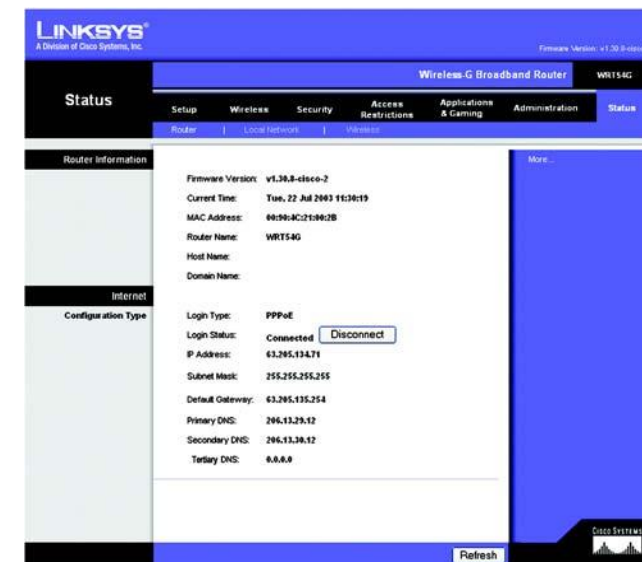 LINKSYS®
A Division of Cisco Systems, Inc.
Firmware Version: v1.30.8-cisco
Wireless-G Broadband Router WRT54G
Status
Setup Wireless Security Access Restrictions Applications & Gaming Administration Status
Router | Local Network | Wireless
Router Information
More...
Firmware Version: v1.30.8-cisco-2
Current Time: Tue, 22 Jul 2003 11:30:19
MAC Address: 00:90:4C:21:00:2B
Router Name: WRT54G
Host Name:
Domain Name:
Internet
Configuration Type
Login Type: PPPoE
Login Status: Connected Disconnect
IP Address: 63.205.134.71
Subnet Mask: 255.255.255.255
Default Gateway: 63.205.135.254
Primary DNS: 206.13.29.12
Secondary DNS: 206.13.30.12
Tertiary DNS: 0.0.0.0
Refresh
CISCO SYSTEMS